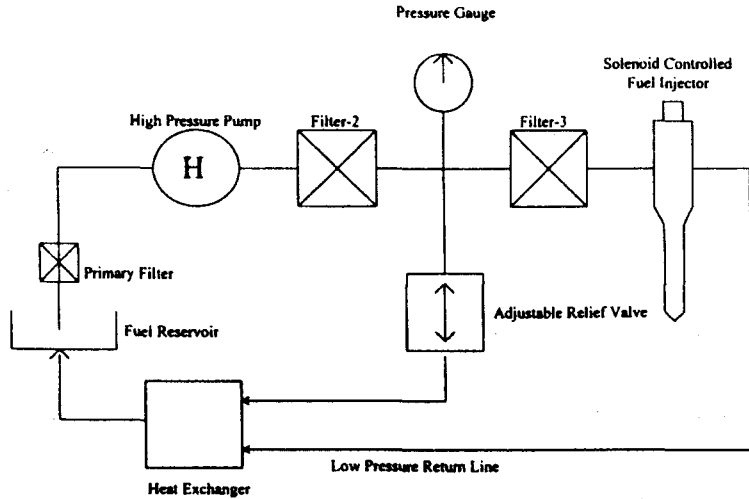 Pressure Gauge
Solenoid Controlled
Fuel Injector
High Pressure Pump
Filter-2
Filter-3
H
Primary Filter
Fuel Reservoir
Adjustable Relief Valve
Low Pressure Return Line
Heat Exchanger